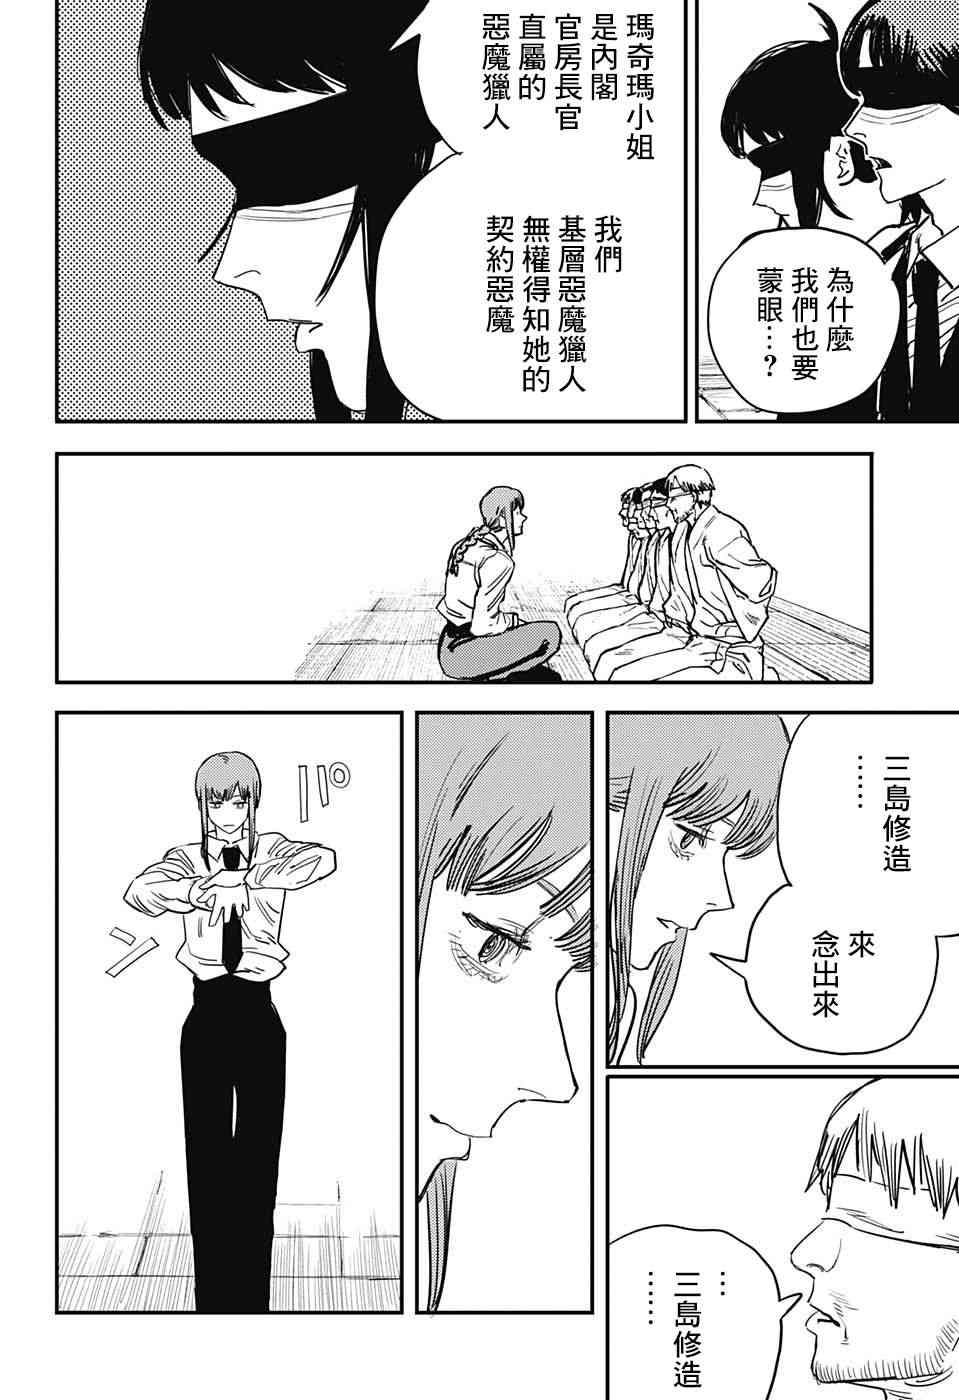 為什麼
我們也要
蒙眼…?
瑪奇瑪小姐
是內閣
官房長官
直屬的
惡魔獵人
我們
基層惡魔獵人
無權得知她的
契約惡魔
三島修造
……
來
念出來
……
三島修造
……
パン